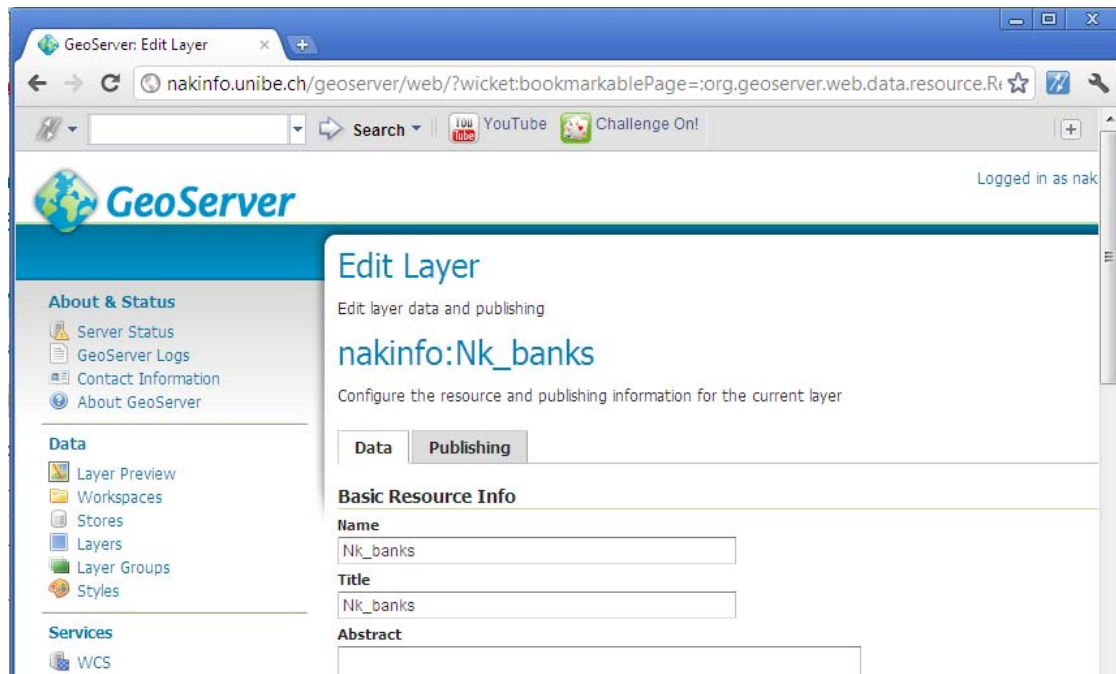 GeoServer: Edit Layer
nakinfo.unibe.ch/geoserver/web/?wicket:bookmarkablePage=:org.geoserver.web.data.resource.Re
Search
You Tube YouTube
Challenge On!
GeoServer
Logged in as nak
Edit Layer
Edit layer data and publishing
nakinfo:Nk_banks
Configure the resource and publishing information for the current layer
Data
Publishing
Basic Resource Info
Name
Nk_banks
Title
Nk_banks
Abstract
About & Status
Server Status
GeoServer Logs
Contact Information
About GeoServer
Data
Layer Preview
Workspaces
Stores
Layers
Layer Groups
Styles
Services
WCS